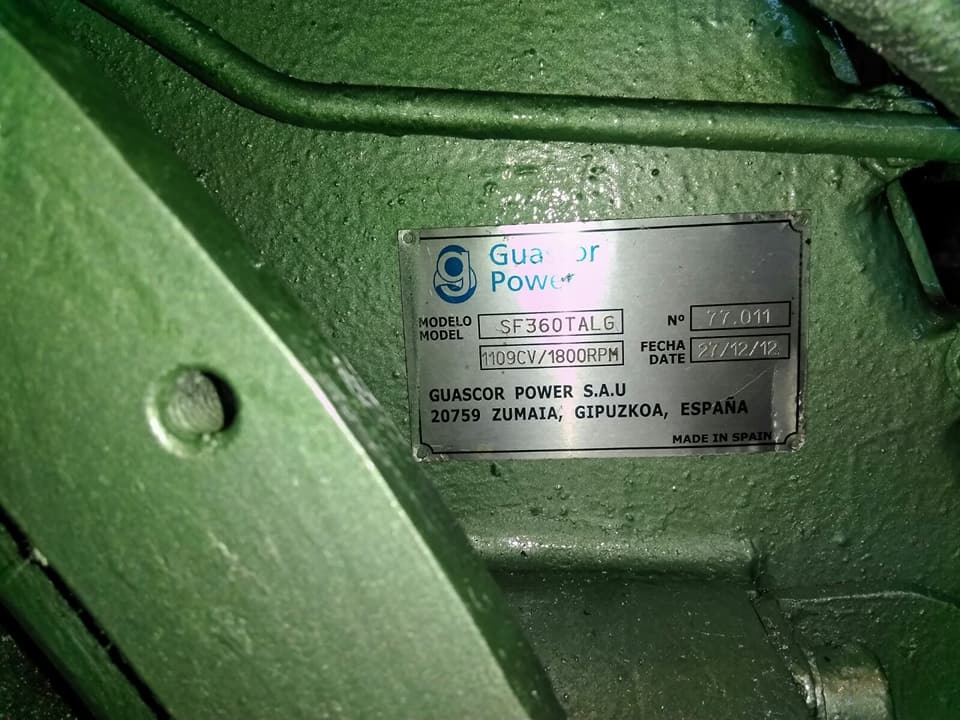 Guascor
Power
MODELO
MODEL
SF360TALG
Nº
77.011
1109CV/1800RPM
FECHA
DATE
27/12/12
GUASCOR POWER S.A.U
20759 ZUMAIA, GIPUZKOA, ESPAÑA
MADE IN SPAIN